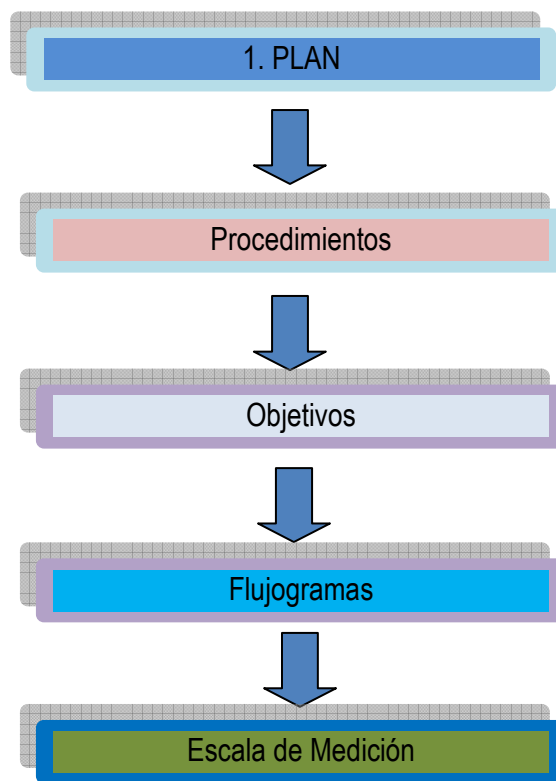 1. PLAN
Procedimientos
Objetivos
Flujogramas
Escala de Medición